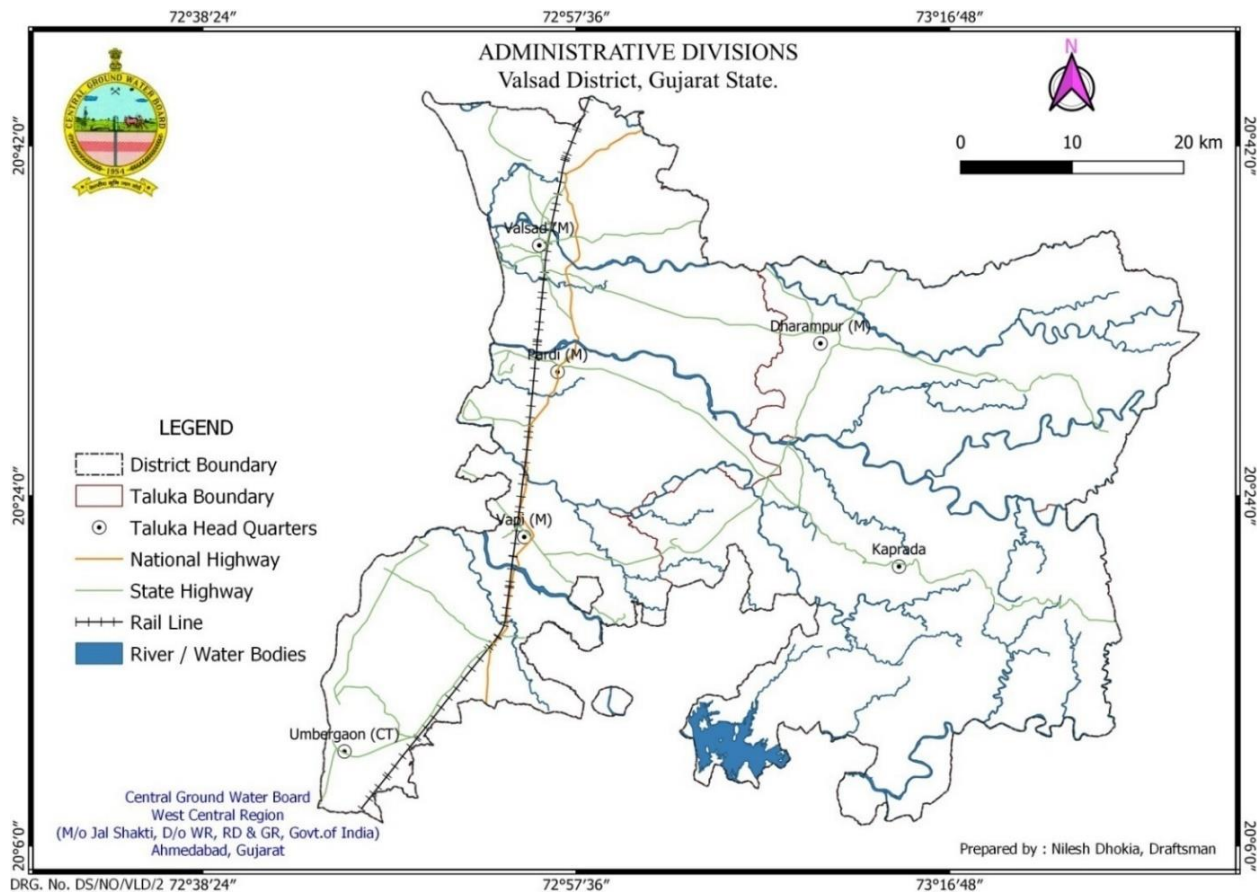 72°38'24" 72°57'36" 73°16'48"
ADMINISTRATIVE DIVISIONS
Valsad District, Gujarat State.
CENTRAL GROUND WATER BOARD
1954
N
0 10 20 km
20°42'0" 20°42'0"
Valsad (M)
Dharampur (M)
Pardi (M)
LEGEND
District Boundary
Taluka Boundary
Taluka Head Quarters
National Highway
State Highway
Rail Line
River / Water Bodies
20°24'0" 20°24'0"
Vapi (M)
Kaprada
Umbergaon (CT)
Central Ground Water Board
West Central Region
(M/o Jal Shakti, D/o WR, RD & GR, Govt.of India)
Ahmedabad, Gujarat
20°6'0" 20°6'0"
Prepared by : Nilesh Dhokia, Draftsman
DRG. No. DS/NO/VLD/2 72°38'24" 72°57'36" 73°16'48"